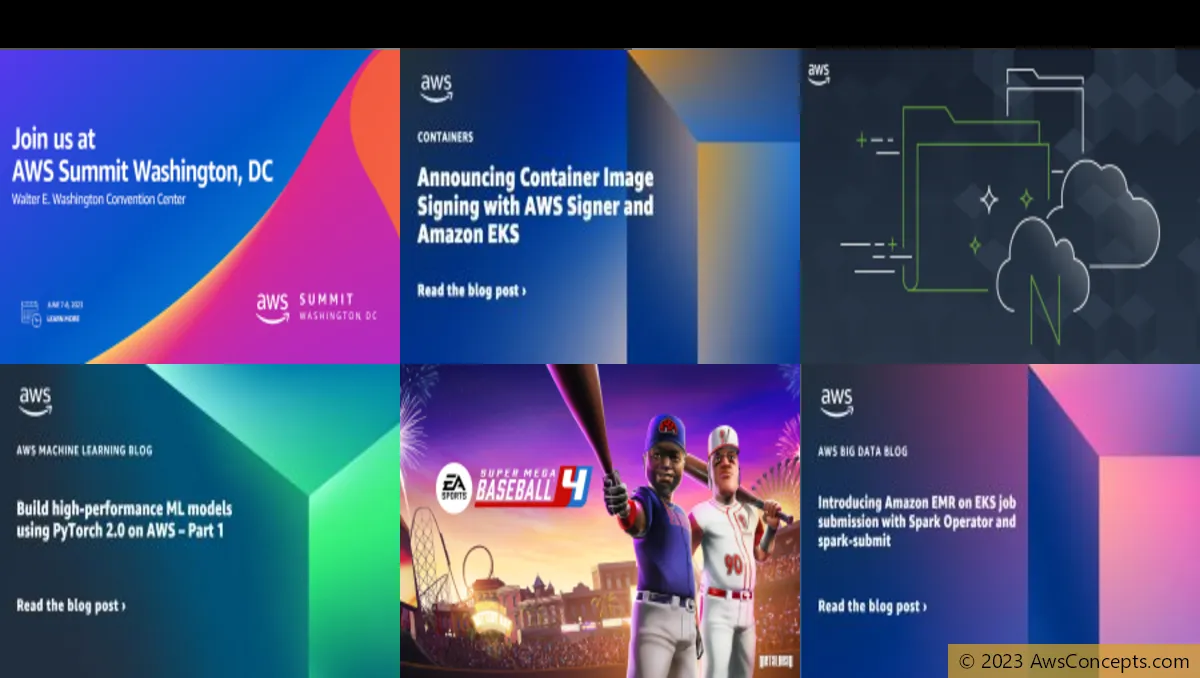 Join us at
AWS Summit Washington, DC
Walter E. Washington Convention Center
JUNE 7-8, 2023
LEARN MORE
aws SUMMIT
WASHINGTON, DC
aws
CONTAINERS
Announcing Container Image
Signing with AWS Signer and
Amazon EKS
Read the blog post ›
aws
N
aws
AWS MACHINE LEARNING BLOG
Build high-performance ML models
using PyTorch 2.0 on AWS – Part 1
Read the blog post ›
EA
SPORTS
SUPER MEGA
BASEBALL 4
90
METALHEAD
aws
AWS BIG DATA BLOG
Introducing Amazon EMR on EKS job
submission with Spark Operator and
spark-submit
Read the blog post ›
© 2023 AwsConcepts.com